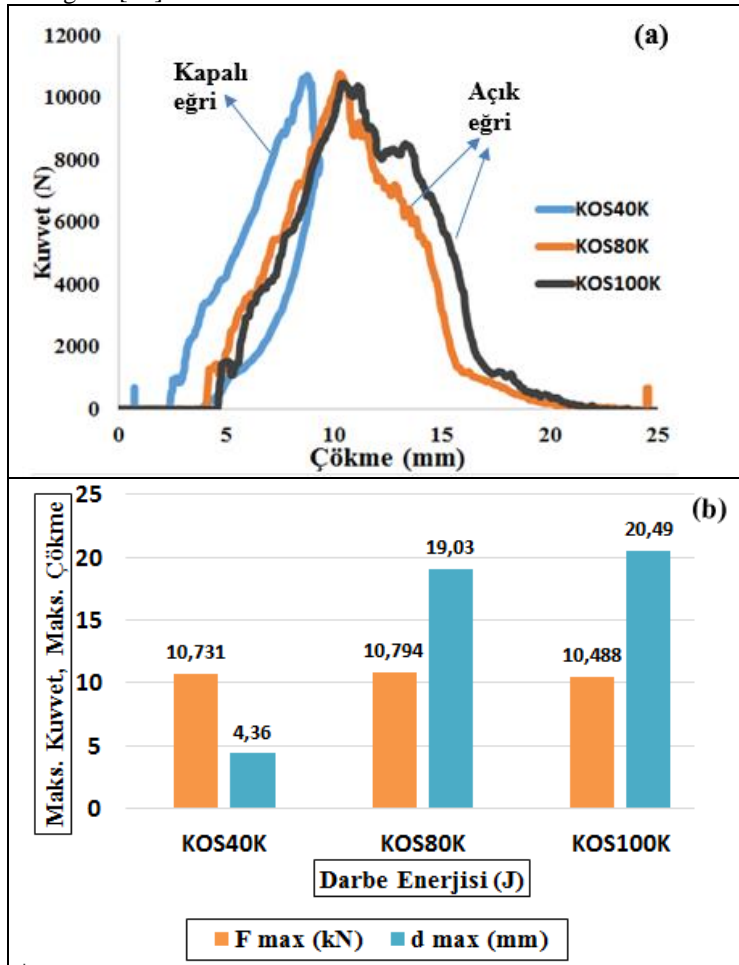 12000
10000
8000
6000
4000
2000
0
Kuvvet (N)
(a)
Kapalı
eğri
Açık
eğri
KOS40K
KOS80K
KOS100K
0 5 10 15 20 25
Çökme (mm)
(b)
Maks. Kuvvet, Maks. Çökme
25
20
15
10
5
0
10,731
4,36
10,794
19,03
10,488
20,49
KOS40K KOS80K KOS100K
Darbe Enerjisi (J)
F max (kN) d max (mm)